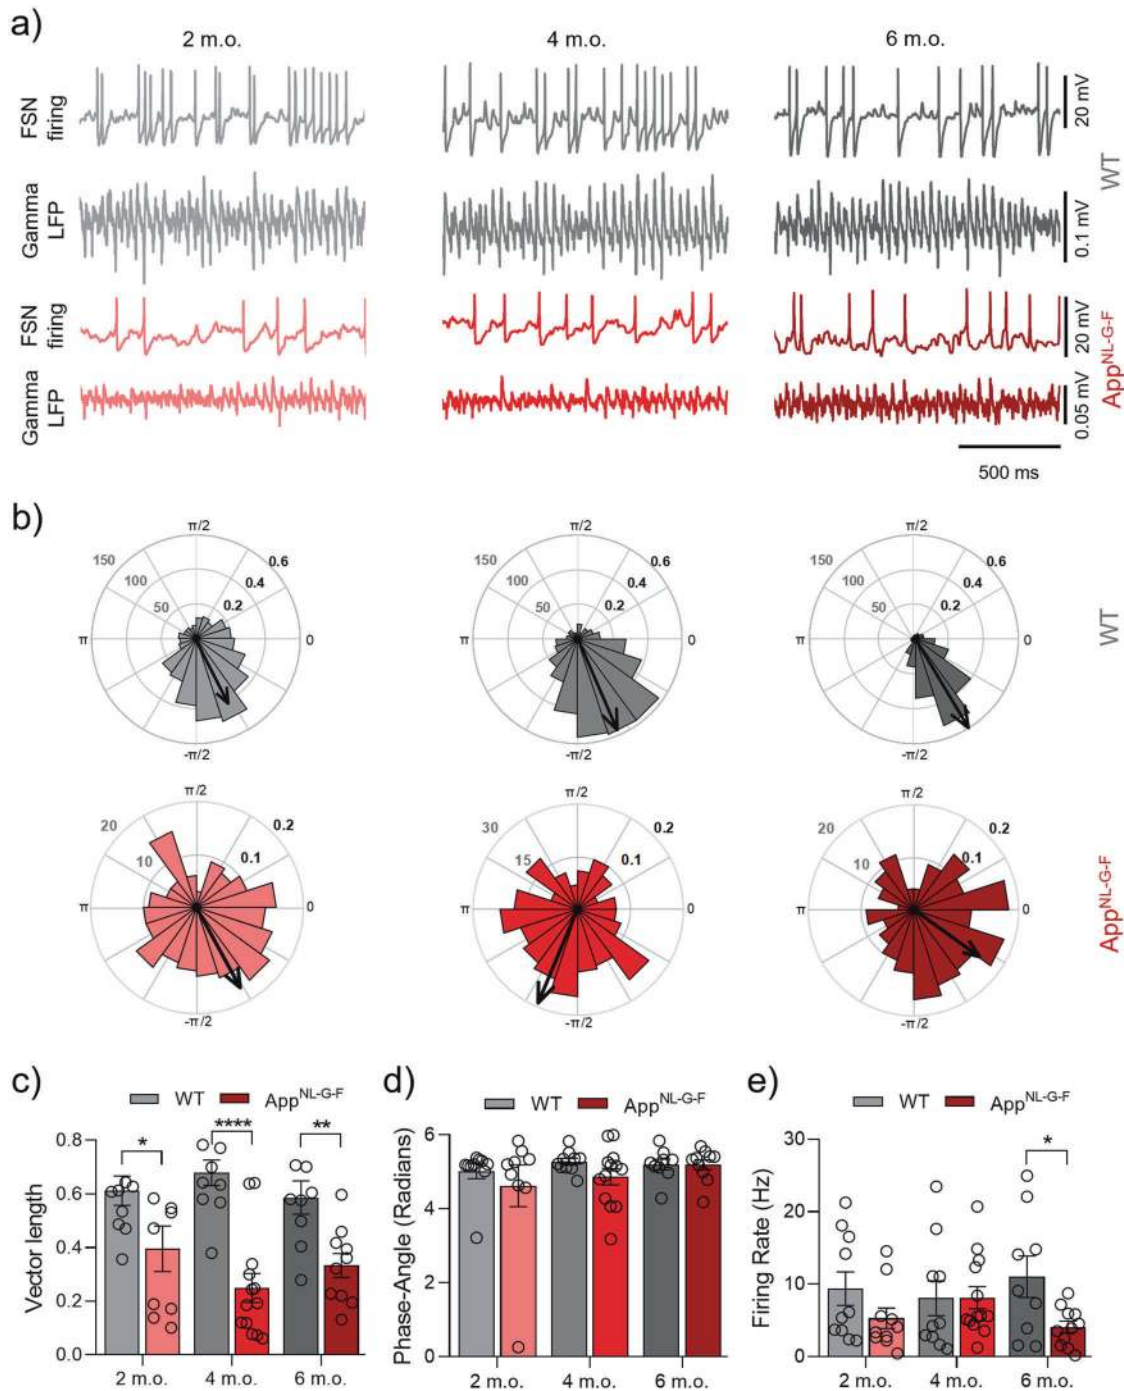 a)
2 m.o. 4 m.o. 6 m.o.
FSN
firing
20 mV
Gamma
LFP
0.1 mV
WT
FSN
firing
20 mV
Gamma
LFP
0.05 mV
App^NL-G-F
500 ms
b)
π/2 π/2 π/2
150 100 50 0.6 0.4 0.2 150 100 50 0.6 0.4 0.2 150 100 50 0.6 0.4 0.2
π 0 π 0 π 0
-π/2 -π/2 -π/2
WT
π/2 π/2 π/2
20 10 0.2 0.1 30 15 0.2 0.1 20 10 0.2 0.1
π 0 π 0 π 0
-π/2 -π/2 -π/2
App^NL-G-F
c)
WT App^NL-G-F
Vector length
0.8
0.6
0.4
0.2
0.0
* **** **
2 m.o. 4 m.o. 6 m.o.
d)
WT App^NL-G-F
Phase-Angle (Radians)
6
4
2
0
2 m.o. 4 m.o. 6 m.o.
e)
WT App^NL-G-F
Firing Rate (Hz)
30
20
10
0
*
2 m.o. 4 m.o. 6 m.o.